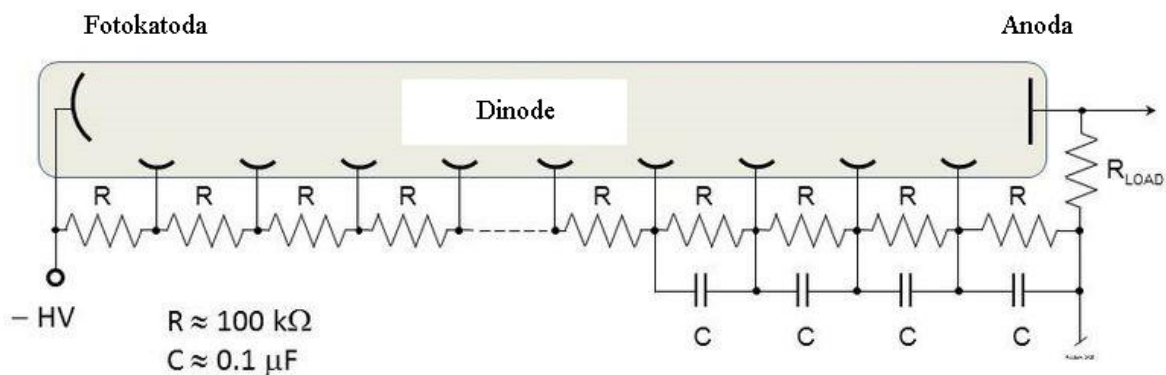 Fotokatoda
Anoda
Dinode
R R R R R R R R R
R_LOAD
C C C C
– HV
R ≈ 100 kΩ
C ≈ 0.1 μF